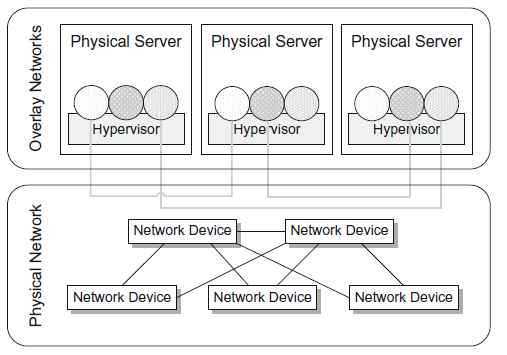 Overlay Networks
Physical Server
Physical Server
Physical Server
Hypervisor
Hypervisor
Hypervisor
Physical Network
Network Device
Network Device
Network Device
Network Device
Network Device